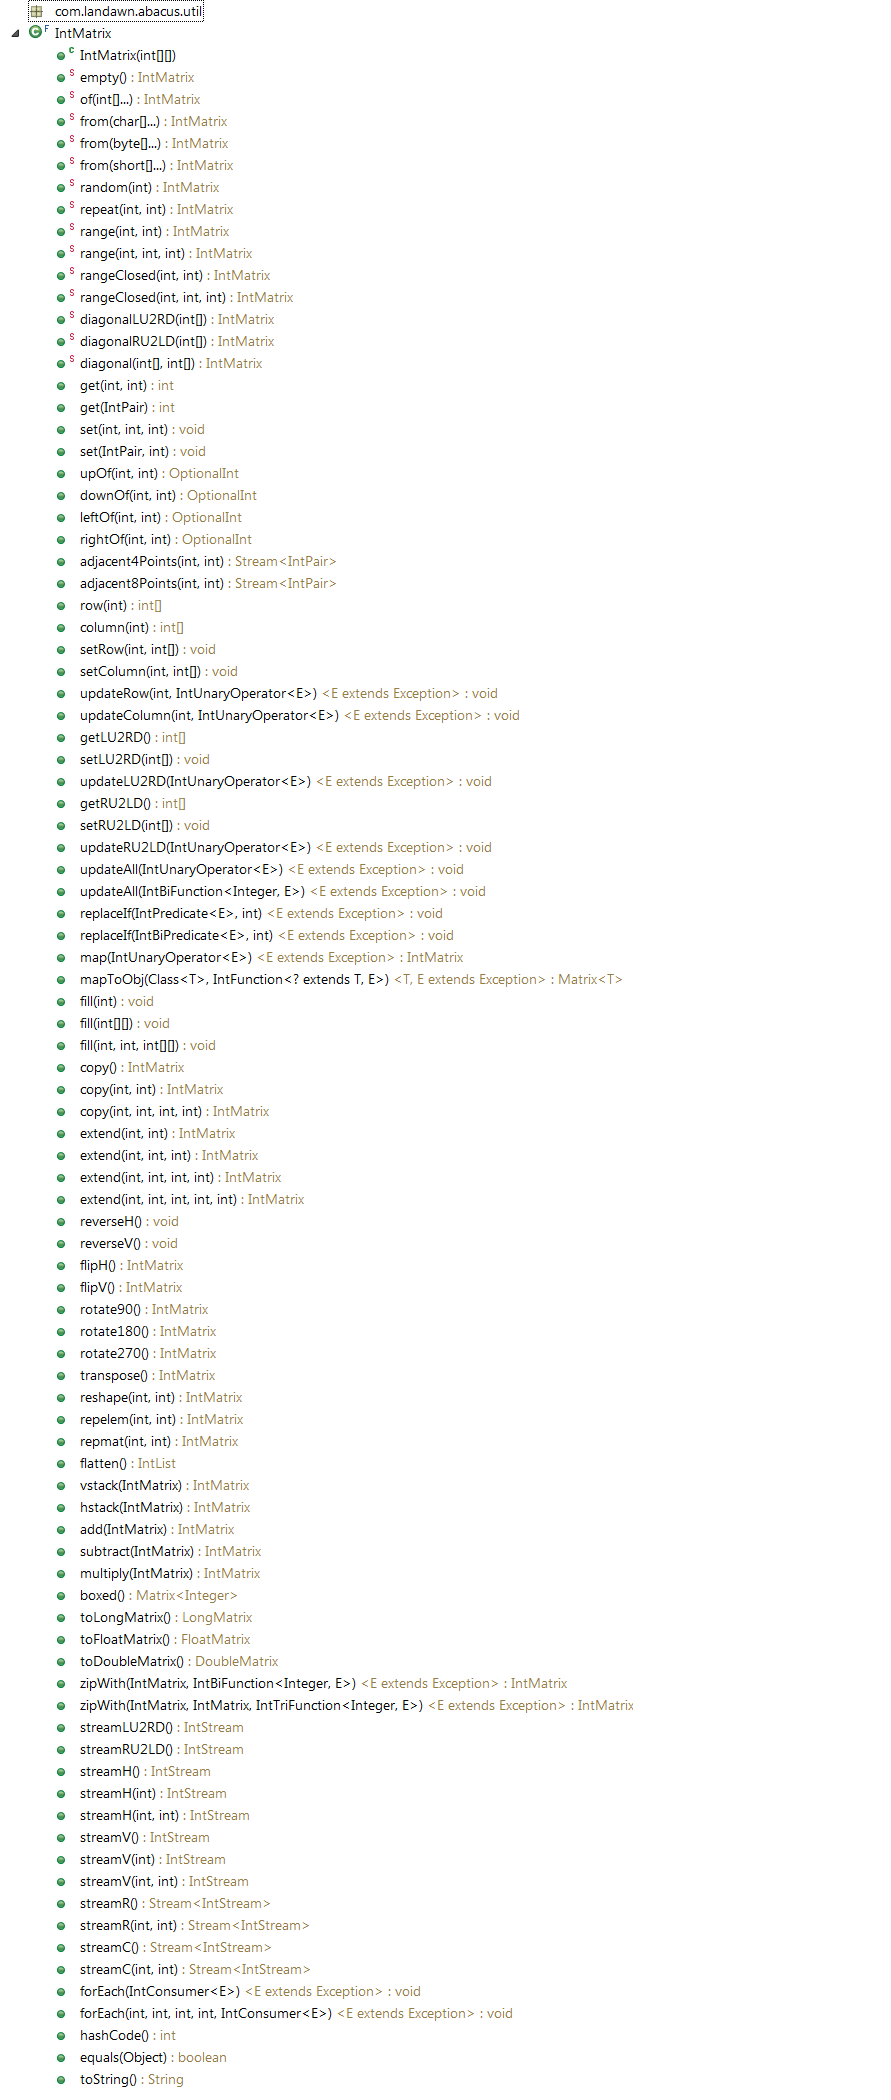 com.landawn.abacus.util
IntMatrix
IntMatrix(int[][])
empty() : IntMatrix
of(int[]...) : IntMatrix
from(char[]...) : IntMatrix
from(byte[]...) : IntMatrix
from(short[]...) : IntMatrix
random(int) : IntMatrix
repeat(int, int) : IntMatrix
range(int, int) : IntMatrix
range(int, int, int) : IntMatrix
rangeClosed(int, int) : IntMatrix
rangeClosed(int, int, int) : IntMatrix
diagonalLU2RD(int[]) : IntMatrix
diagonalRU2LD(int[]) : IntMatrix
diagonal(int[], int[]) : IntMatrix
get(int, int) : int
get(IntPair) : int
set(int, int, int) : void
set(IntPair, int) : void
upOf(int, int) : OptionalInt
downOf(int, int) : OptionalInt
leftOf(int, int) : OptionalInt
rightOf(int, int) : OptionalInt
adjacent4Points(int, int) : Stream<IntPair>
adjacent8Points(int, int) : Stream<IntPair>
row(int) : int[]
column(int) : int[]
setRow(int, int[]) : void
setColumn(int, int[]) : void
updateRow(int, IntUnaryOperator<E>) <E extends Exception> : void
updateColumn(int, IntUnaryOperator<E>) <E extends Exception> : void
getLU2RD() : int[]
setLU2RD(int[]) : void
updateLU2RD(IntUnaryOperator<E>) <E extends Exception> : void
getRU2LD() : int[]
setRU2LD(int[]) : void
updateRU2LD(IntUnaryOperator<E>) <E extends Exception> : void
updateAll(IntUnaryOperator<E>) <E extends Exception> : void
updateAll(IntBiFunction<Integer, E>) <E extends Exception> : void
replaceIf(IntPredicate<E>, int) <E extends Exception> : void
replaceIf(IntBiPredicate<E>, int) <E extends Exception> : void
map(IntUnaryOperator<E>) <E extends Exception> : IntMatrix
mapToObj(Class<T>, IntFunction<? extends T, E>) <T, E extends Exception> : Matrix<T>
fill(int) : void
fill(int[][]) : void
fill(int, int, int[][]) : void
copy() : IntMatrix
copy(int, int) : IntMatrix
copy(int, int, int, int) : IntMatrix
extend(int, int) : IntMatrix
extend(int, int, int) : IntMatrix
extend(int, int, int, int) : IntMatrix
extend(int, int, int, int, int) : IntMatrix
reverseH() : void
reverseV() : void
flipH() : IntMatrix
flipV() : IntMatrix
rotate90() : IntMatrix
rotate180() : IntMatrix
rotate270() : IntMatrix
transpose() : IntMatrix
reshape(int, int) : IntMatrix
repelem(int, int) : IntMatrix
repmat(int, int) : IntMatrix
flatten() : IntList
vstack(IntMatrix) : IntMatrix
hstack(IntMatrix) : IntMatrix
add(IntMatrix) : IntMatrix
subtract(IntMatrix) : IntMatrix
multiply(IntMatrix) : IntMatrix
boxed() : Matrix<Integer>
toLongMatrix() : LongMatrix
toFloatMatrix() : FloatMatrix
toDoubleMatrix() : DoubleMatrix
zipWith(IntMatrix, IntBiFunction<Integer, E>) <E extends Exception> : IntMatrix
zipWith(IntMatrix, IntMatrix, IntTriFunction<Integer, E>) <E extends Exception> : IntMatrix
streamLU2RD() : IntStream
streamRU2LD() : IntStream
streamH() : IntStream
streamH(int) : IntStream
streamH(int, int) : IntStream
streamV() : IntStream
streamV(int) : IntStream
streamV(int, int) : IntStream
streamR() : Stream<IntStream>
streamR(int, int) : Stream<IntStream>
streamC() : Stream<IntStream>
streamC(int, int) : Stream<IntStream>
forEach(IntConsumer<E>) <E extends Exception> : void
forEach(int, int, int, int, IntConsumer<E>) <E extends Exception> : void
hashCode() : int
equals(Object) : boolean
toString() : String